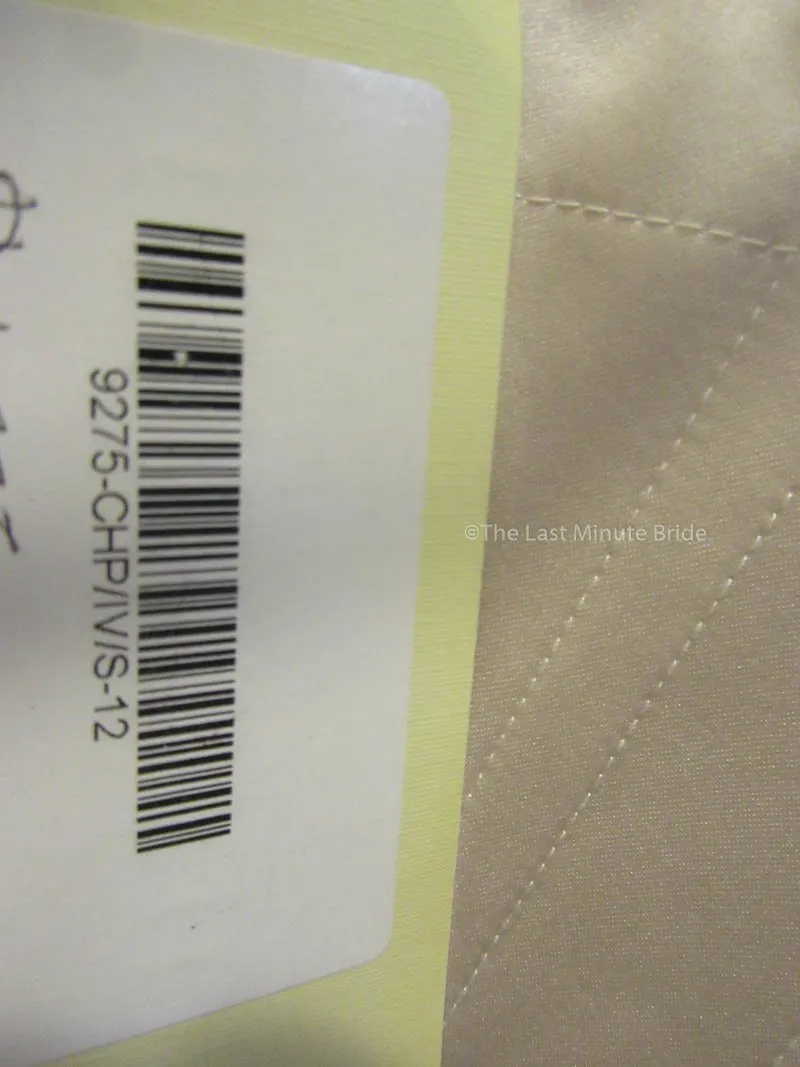 9275-CHP/IV/S-12
©The Last Minute Bride